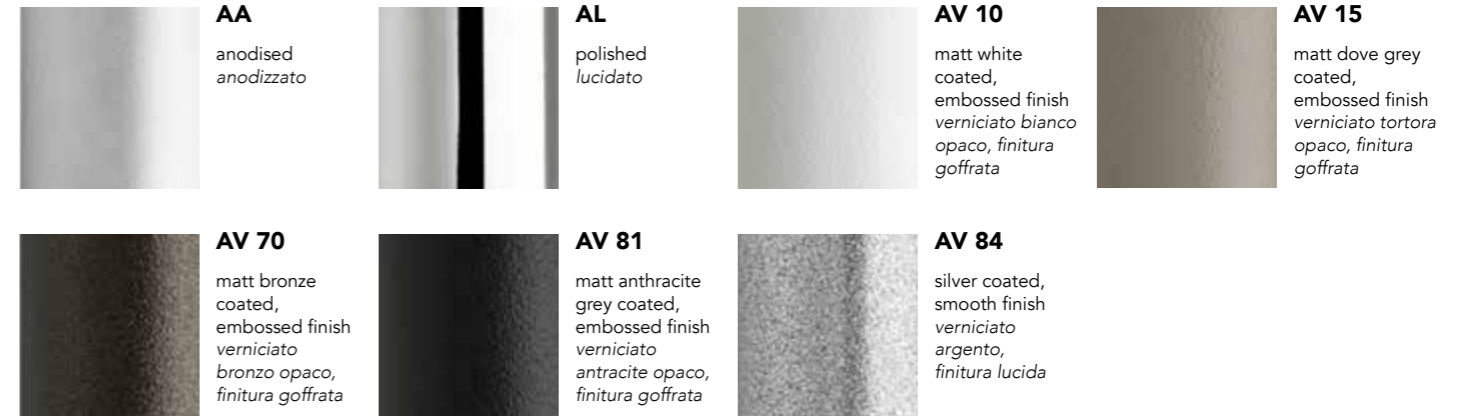 AA
anodised
anodizzato
AL
polished
lucidato
AV 10
matt white
coated,
embossed finish
verniciato bianco
opaco, finitura
goffrata
AV 15
matt dove grey
coated,
embossed finish
verniciato tortora
opaco, finitura
goffrata
AV 70
matt bronze
coated,
embossed finish
verniciato
bronzo opaco,
finitura goffrata
AV 81
matt anthracite
grey coated,
embossed finish
verniciato
antracite opaco,
finitura goffrata
AV 84
silver coated,
smooth finish
verniciato
argento,
finitura lucida